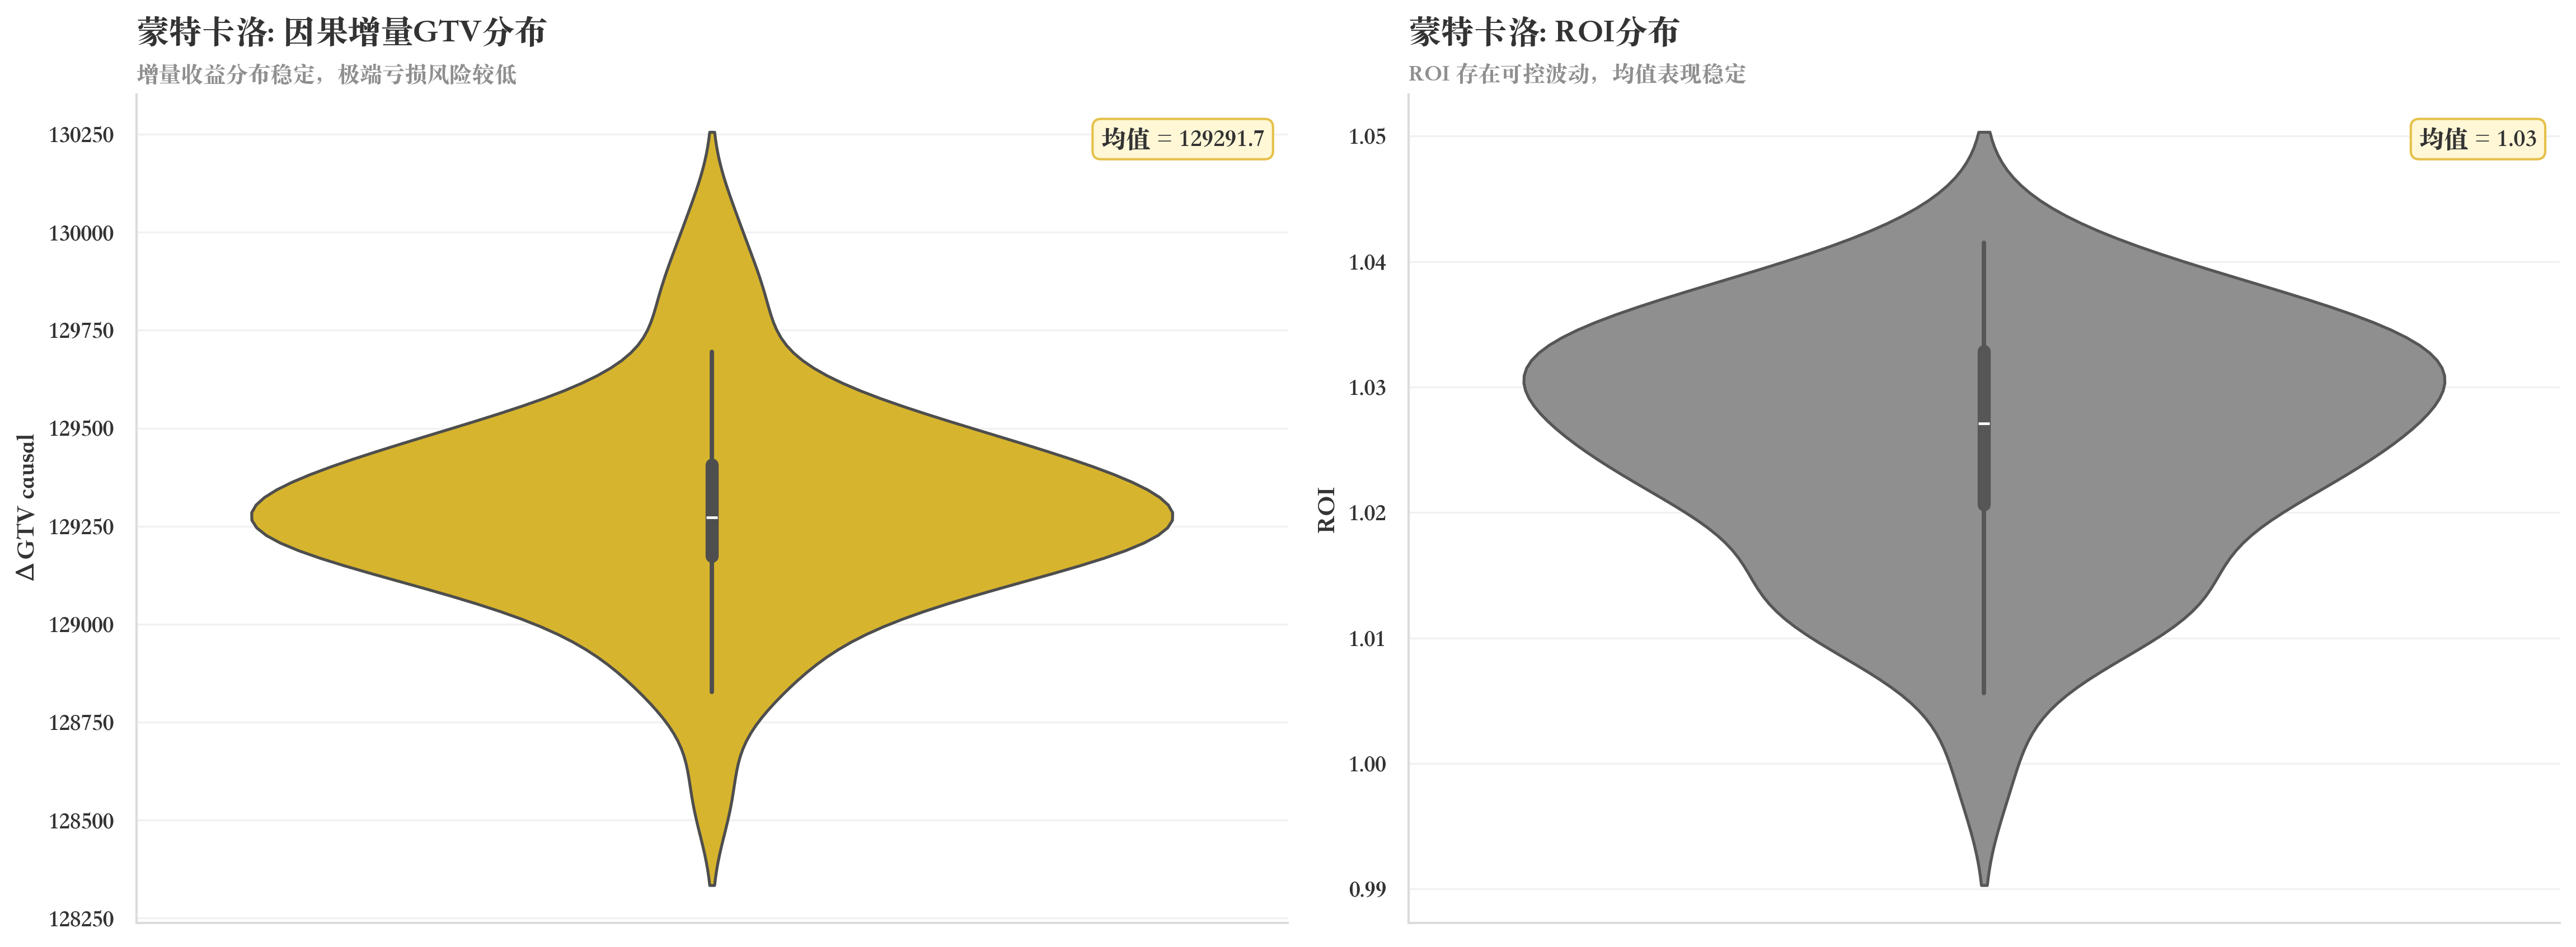 蒙特卡洛: 因果增量GTV分布
增量收益分布稳定，极端亏损风险较低
均值 = 129291.7
Δ GTV causal
130250
130000
129750
129500
129250
129000
128750
128500
128250
蒙特卡洛: ROI分布
ROI 存在可控波动，均值表现稳定
均值 = 1.03
ROI
1.05
1.04
1.03
1.02
1.01
1.00
0.99